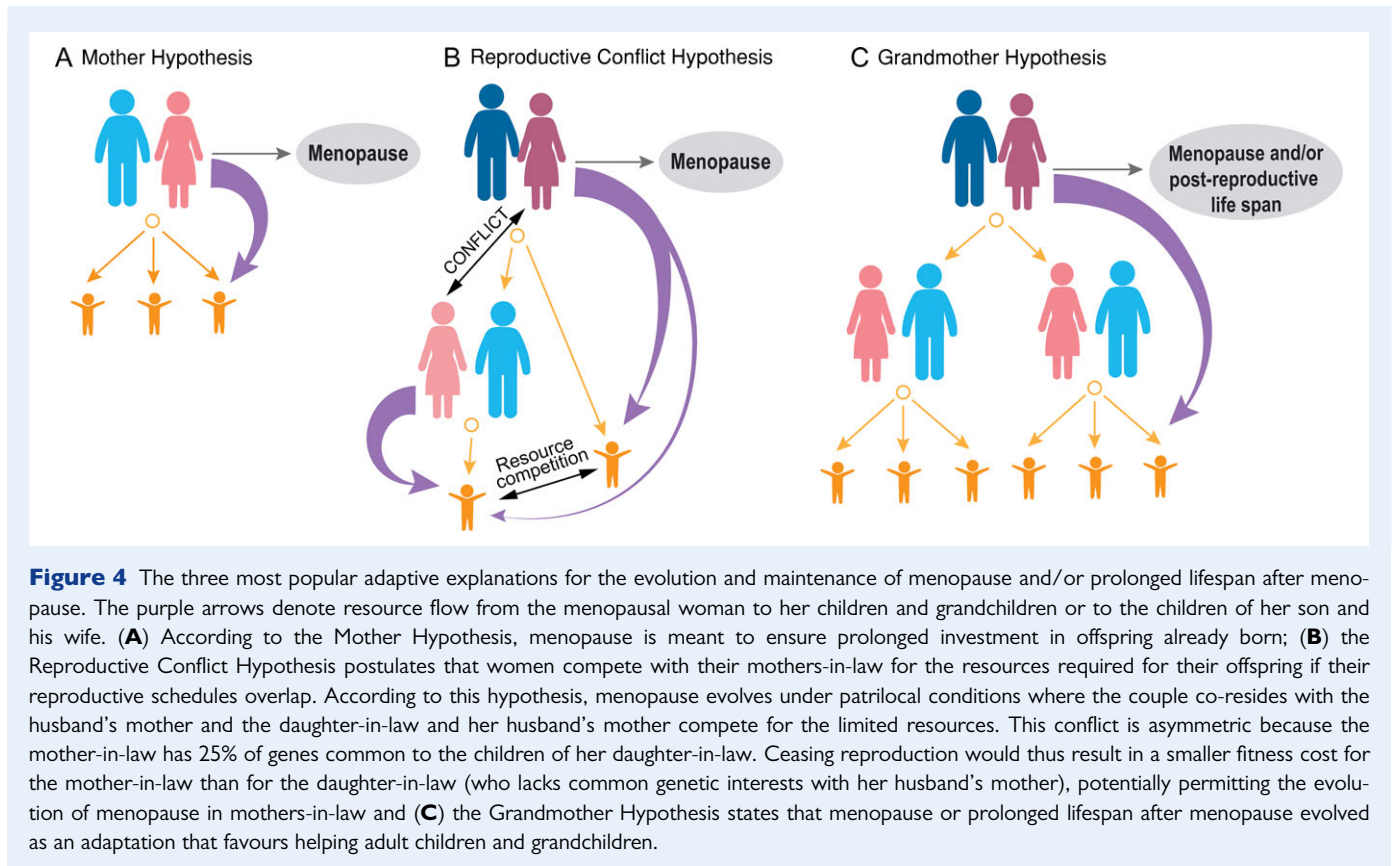 A Mother Hypothesis
B Reproductive Conflict Hypothesis
C Grandmother Hypothesis
Menopause
Menopause
Menopause and/or
post-reproductive
life span
CONFLICT
Resource
competition
Figure 4 The three most popular adaptive explanations for the evolution and maintenance of menopause and/or prolonged lifespan after meno-
pause. The purple arrows denote resource flow from the menopausal woman to her children and grandchildren or to the children of her son and
his wife. (A) According to the Mother Hypothesis, menopause is meant to ensure prolonged investment in offspring already born; (B) the
Reproductive Conflict Hypothesis postulates that women compete with their mothers-in-law for the resources required for their offspring if their
reproductive schedules overlap. According to this hypothesis, menopause evolves under patrilocal conditions where the couple co-resides with the
husband's mother and the daughter-in-law and her husband's mother compete for the limited resources. This conflict is asymmetric because the
mother-in-law has 25% of genes common to the children of her daughter-in-law. Ceasing reproduction would thus result in a smaller fitness cost for
the mother-in-law than for the daughter-in-law (who lacks common genetic interests with her husband's mother), potentially permitting the evolu-
tion of menopause in mothers-in-law and (C) the Grandmother Hypothesis states that menopause or prolonged lifespan after menopause evolved
as an adaptation that favours helping adult children and grandchildren.